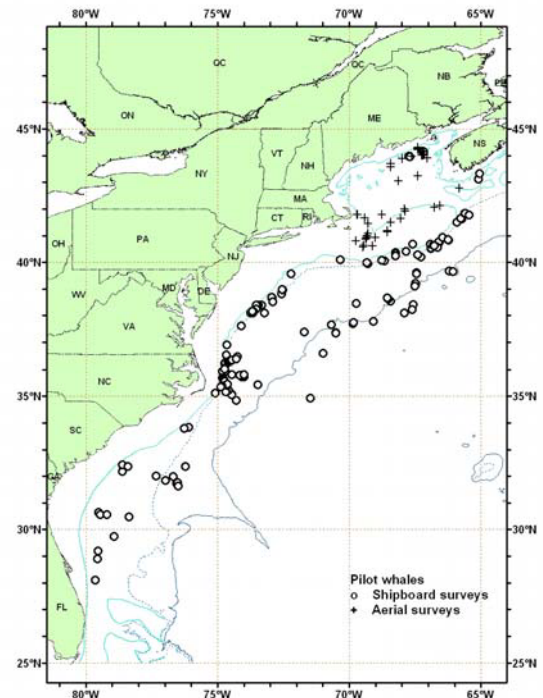 80°W 75°W 70°W 65°W
QC QC NB
ON ME
45°N 45°N
VT NS
NH
NY
MA
CT RI
PA
OH NJ
40°N 40°N
MD DE
WV
VA
NC
35°N 35°N
SC
30°N 30°N
Pilot whales
Shipboard surveys
FL Aerial surveys
25°N 25°N
80°W 75°W 70°W 65°W